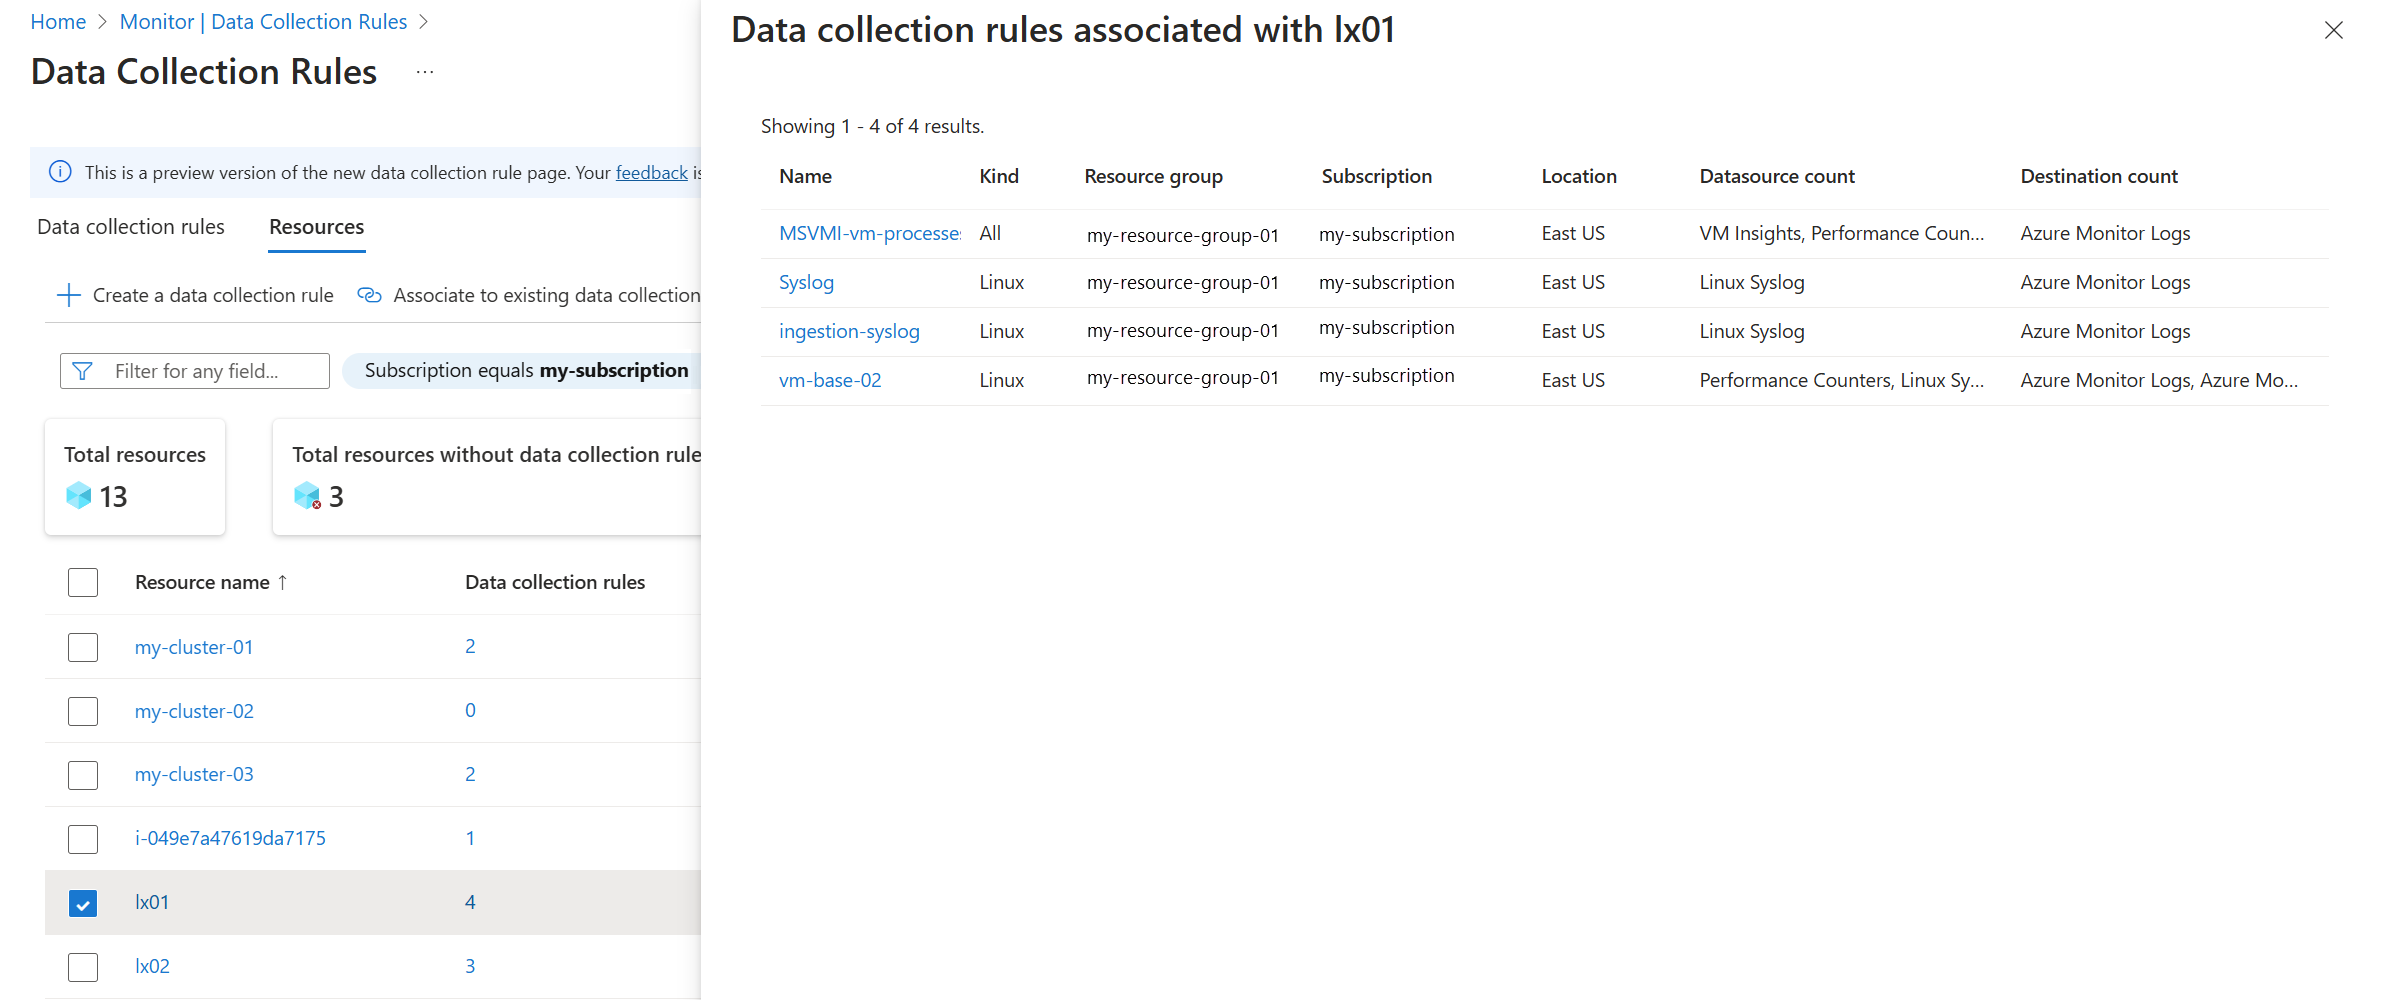 Home > Monitor | Data Collection Rules >
Data Collection Rules ...
This is a preview version of the new data collection rule page. Your feedback is
Data collection rules Resources
Create a data collection rule Associate to existing data collection
Filter for any field... Subscription equals my-subscription
Total resources
13
Total resources without data collection rule
3
Resource name ↑ Data collection rules
my-cluster-01 2
my-cluster-02 0
my-cluster-03 2
i-049e7a47619da7175 1
lx01 4
lx02 3
Data collection rules associated with lx01
Showing 1 - 4 of 4 results.
Name Kind Resource group Subscription Location Datasource count Destination count
MSVMI-vm-processes All my-resource-group-01 my-subscription East US VM Insights, Performance Coun... Azure Monitor Logs
Syslog Linux my-resource-group-01 my-subscription East US Linux Syslog Azure Monitor Logs
ingestion-syslog Linux my-resource-group-01 my-subscription East US Linux Syslog Azure Monitor Logs
vm-base-02 Linux my-resource-group-01 my-subscription East US Performance Counters, Linux Sy... Azure Monitor Logs, Azure Mo...